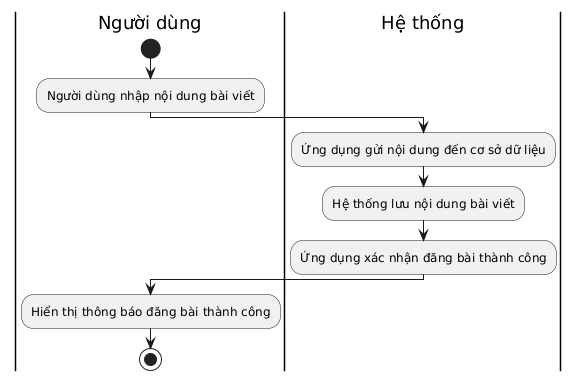 Người dùng
Hệ thống
Người dùng nhập nội dung bài viết
Ứng dụng gửi nội dung đến cơ sở dữ liệu
Hệ thống lưu nội dung bài viết
Ứng dụng xác nhận đăng bài thành công
Hiển thị thông báo đăng bài thành công